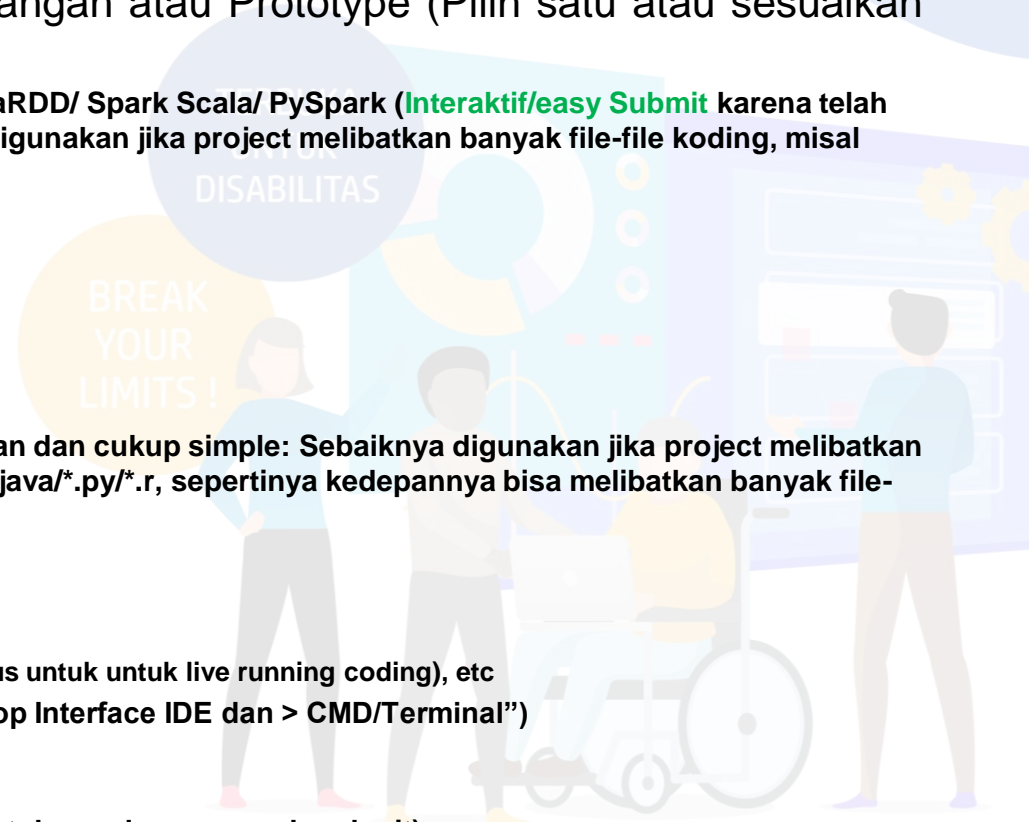 angan atau Prototype (Pilih satu atau sesuaikan
aRDD/ Spark Scala/ PySpark (Interaktif/easy Submit karena telah
igunakan jika project melibatkan banyak file-file koding, misal
UNTUK
DISABILITAS
BREAK
YOUR
LIMITS !
an dan cukup simple: Sebaiknya digunakan jika project melibatkan
java/*.py/*.r, sepertinya kedepannya bisa melibatkan banyak file-
us untuk untuk live running coding), etc
op Interface IDE dan > CMD/Terminal”)